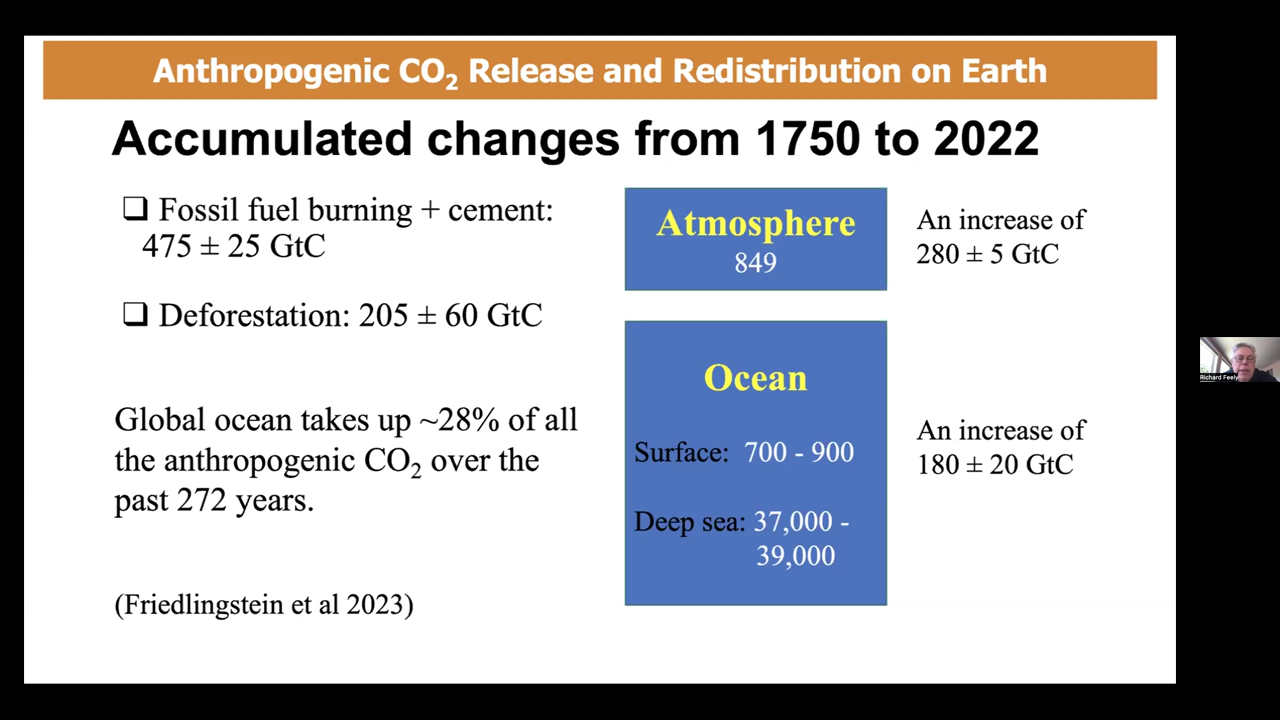 Anthropogenic CO₂ Release and Redistribution on Earth
Accumulated changes from 1750 to 2022
❑ Fossil fuel burning + cement:
475 ± 25 GtC
❑ Deforestation: 205 ± 60 GtC
Global ocean takes up ~28% of all
the anthropogenic CO₂ over the
past 272 years.
(Friedlingstein et al 2023)
Atmosphere
849
An increase of
280 ± 5 GtC
Ocean
Surface: 700 - 900
Deep sea: 37,000 -
39,000
An increase of
180 ± 20 GtC
Richard Feely